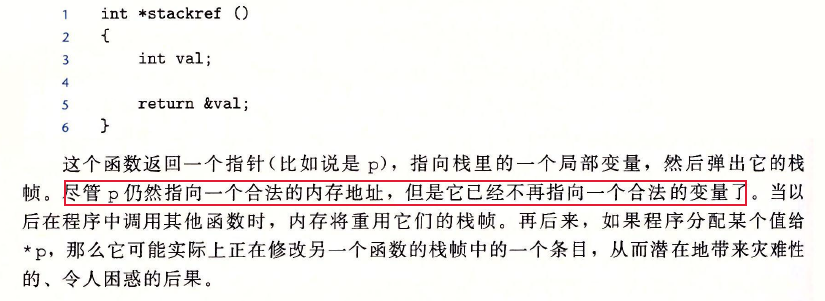 1 int *stackref ()
2 {
3 int val;
4
5 return &val;
6 }
这个函数返回一个指针(比如说是 p)，指向栈里的一个局部变量，然后弹出它的栈
帧。尽管 p 仍然指向一个合法的内存地址，但是它已经不再指向一个合法的变量了。当以
后在程序中调用其他函数时，内存将重用它们的栈帧。再后来，如果程序分配某个值给
*p，那么它可能实际上正在修改另一个函数的栈帧中的一个条目，从而潜在地带来灾难性
的、令人困惑的后果。